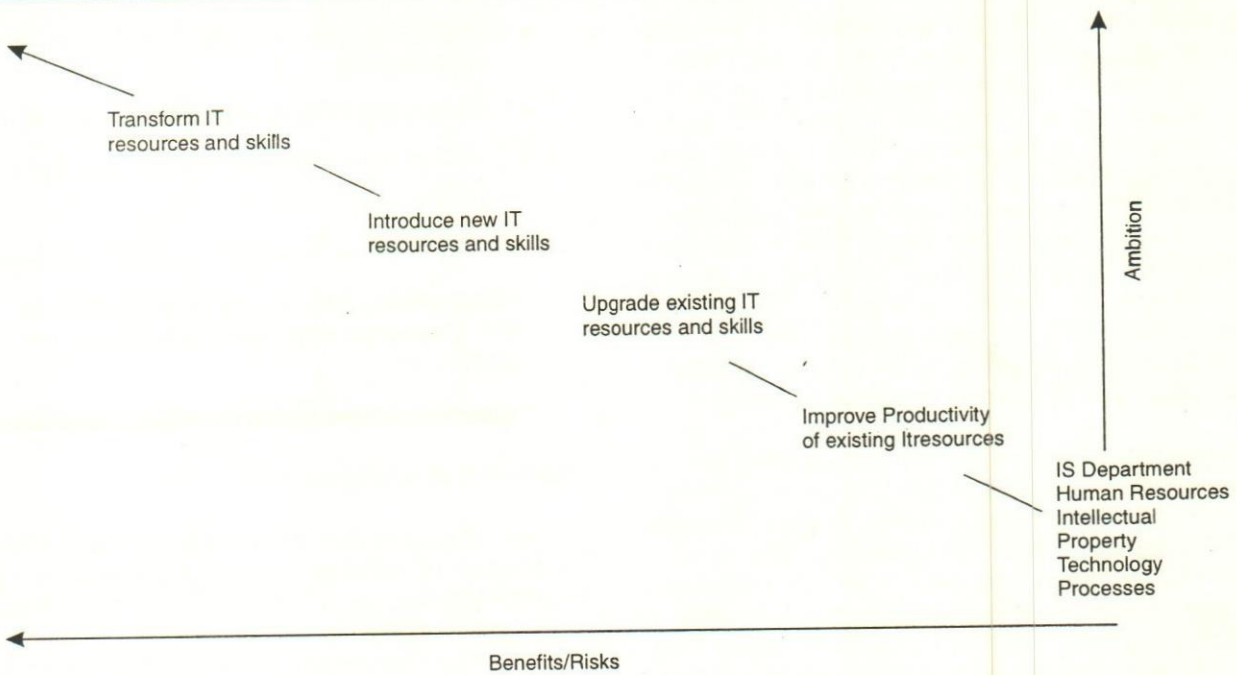 Transform IT
resources and skills
Introduce new IT
resources and skills
Ambition
Upgrade existing IT
resources and skills
Improve Productivity
of existing Itresources
IS Department
Human Resources
Intellectual
Property
Technology
Processes
Benefits/Risks